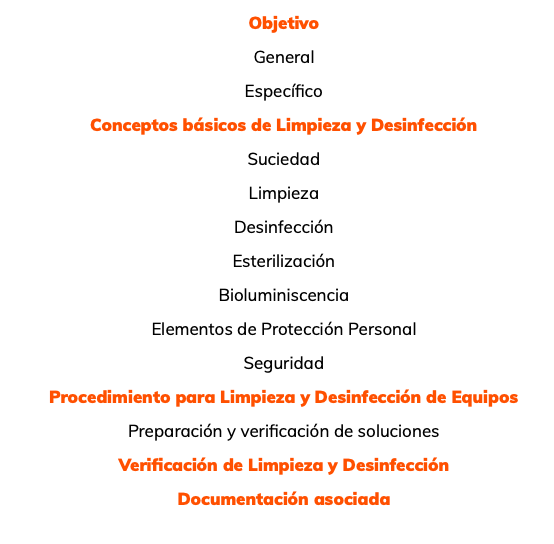 Objetivo
General
Específico
Conceptos básicos de Limpieza y Desinfección
Suciedad
Limpieza
Desinfección
Esterilización
Bioluminiscencia
Elementos de Protección Personal
Seguridad
Procedimiento para Limpieza y Desinfección de Equipos
Preparación y verificación de soluciones
Verificación de Limpieza y Desinfección
Documentación asociada